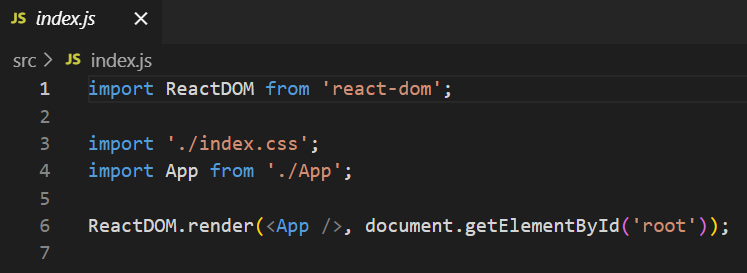 JS index.js ×
src > JS index.js
1 import ReactDOM from 'react-dom';
2
3 import './index.css';
4 import App from './App';
5
6 ReactDOM.render(<App />, document.getElementById('root'));
7